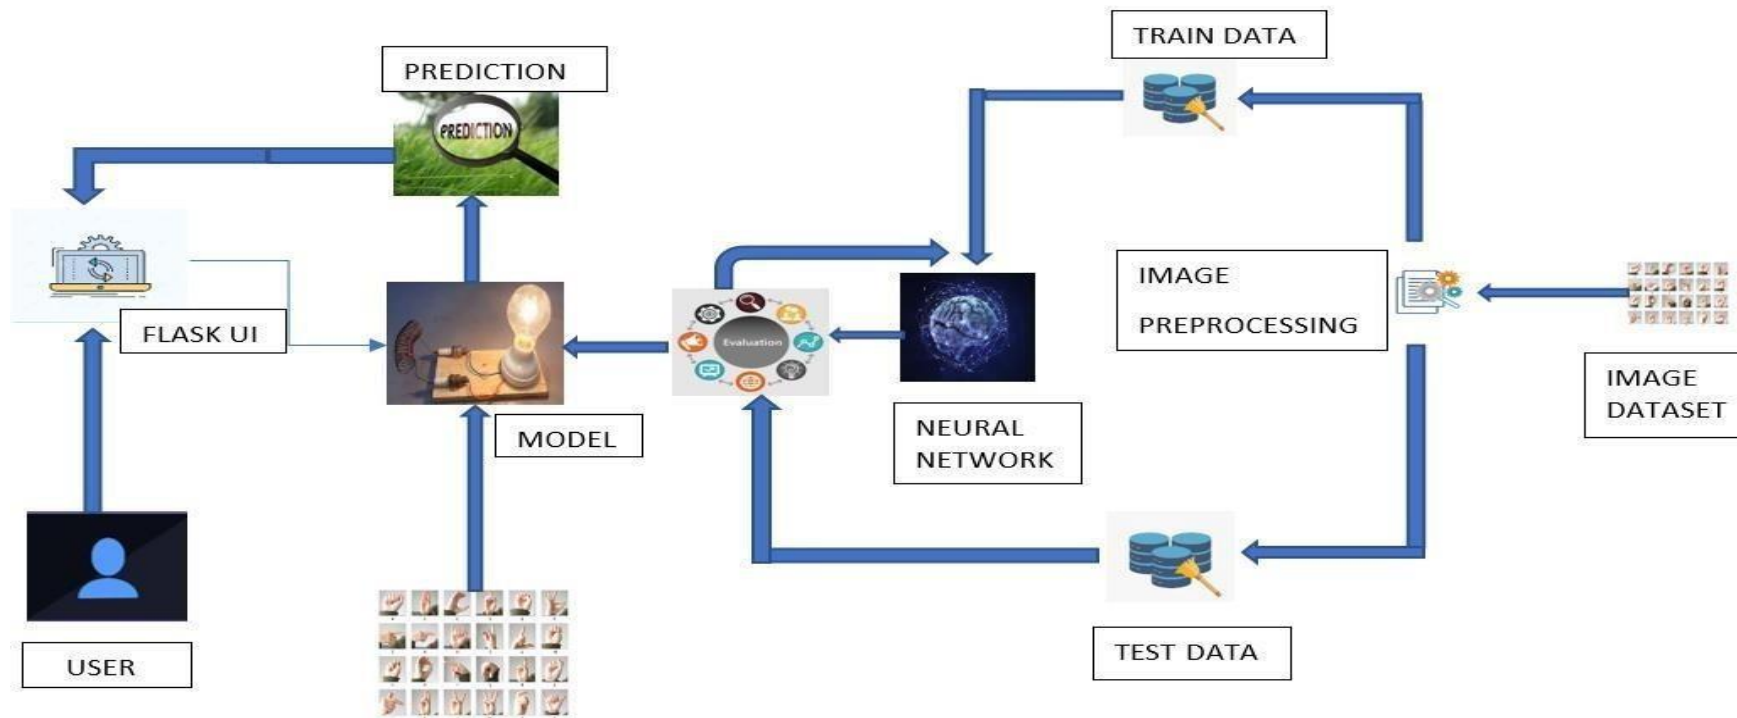 TRAIN DATA
PREDICTION
PREDICTION
IMAGE
PREPROCESSING
FLASK UI
Evaluation
IMAGE
DATASET
MODEL
NEURAL
NETWORK
USER
TEST DATA